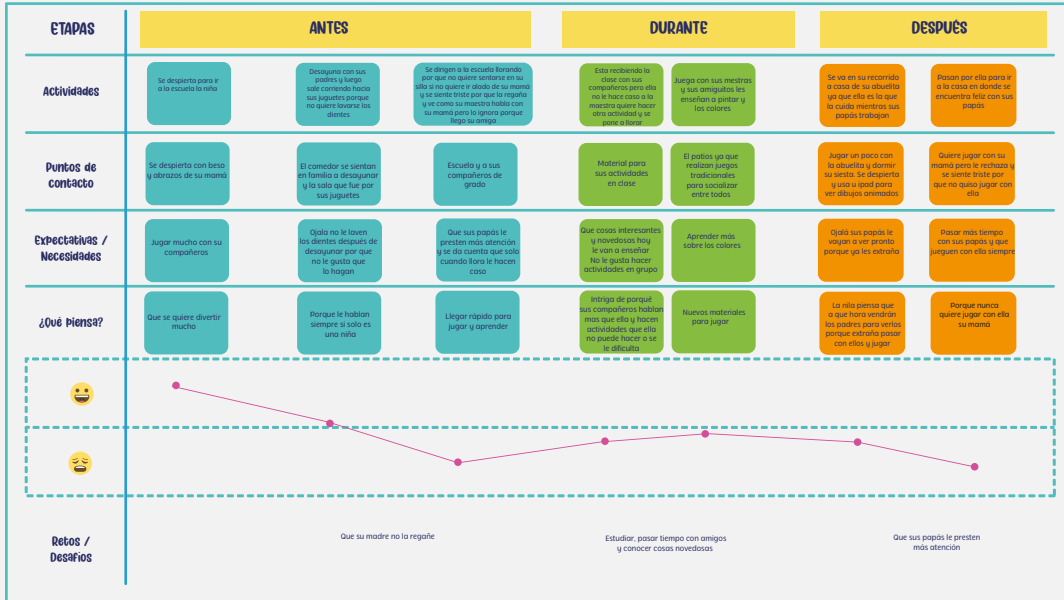 ETAPAS
ANTES
DURANTE
DESPUÉS
Actividades
Se despierta para ir
a la escuela la niña
Desayuna con sus
padres y luego
sale corriendo hacia
sus juguetes porque
no quiere lavarse los
dientes
Se dirigen a la escuela llorando
por que no quiere sentarse en su
silla si no quiere ir alado de su mamá
y se siente triste por que la regaña
y ve como su maestra habla con
su mamá pero lo ignora porque
llego su amiga
Esta recibiendo la
clase con sus
compañeros pero ella
no le hace caso a la
maestra quiere hacer
otra actividad y se
pone a llorar
Juega con sus mestras
y sus amiguitos les
enseñan a pintar y
los colores
Se va en su recorrido
a casa de su abuelita
ya que ella es la que
la cuida mientras sus
papás trabajan
Pasan por ella para ir
a la casa en donde se
encuentra feliz con sus
papás
Puntos de
contacto
Se despierta con beso
y abrazos de su mamá
El comedor se sientan
en familia a desayunar
y la sala que fue por
sus juguetes
Escuela y a sus
compañeros de
grado
Material para
sus actividades
en clase
El patios ya que
realizan juegos
tradicionales
para socializar
entre todos
Jugar un poco con
la abuelita y dormir
su siesta. Se despierta
y usa u ipad para
ver dibujos animados
Quiere jugar con su
mamá pero le rechaza y
se siente triste por
que no quiso jugar con
ella
Expectativas /
Necesidades
Jugar mucho con su
compañeros
Ojala no le laven
los dientes después de
desayunar por que
no le gusta que
lo hagan
Que sus papás le
presten más atención
y se da cuenta que solo
cuando llora le hacen
caso
Que cosas interesantes
y novedosos hoy
le van a enseñar
No le gusta hacer
actividades en grupo
Aprender más
sobre los colores
Ojalá sus papás le
vayan a ver pronto
porque ya les extraña
Pasar más tiempo
con sus papás y que
jueguen con ella siempre
¿Qué piensa?
Que se quiere divertir
mucho
Porque le hablan
siempre si solo es
una niña
Llegar rápido para
jugar y aprender
Intriga de porqué
sus compañeros hablan
mas que ella y hacen
actividades que ella
no puede hacer o se
le dificulta
Nuevos materiales
para jugar
La niña piensa que
a que hora vendrán
los padres para verlos
porque extraña pasar
con ellos y jugar
Porque nunca
quiere jugar con ella
su mamá
Retos /
Desafíos
Que su madre no la regañe
Estudiar, pasar tiempo con amigos
y conocer cosas novedosas
Que sus papás le presten
más atención